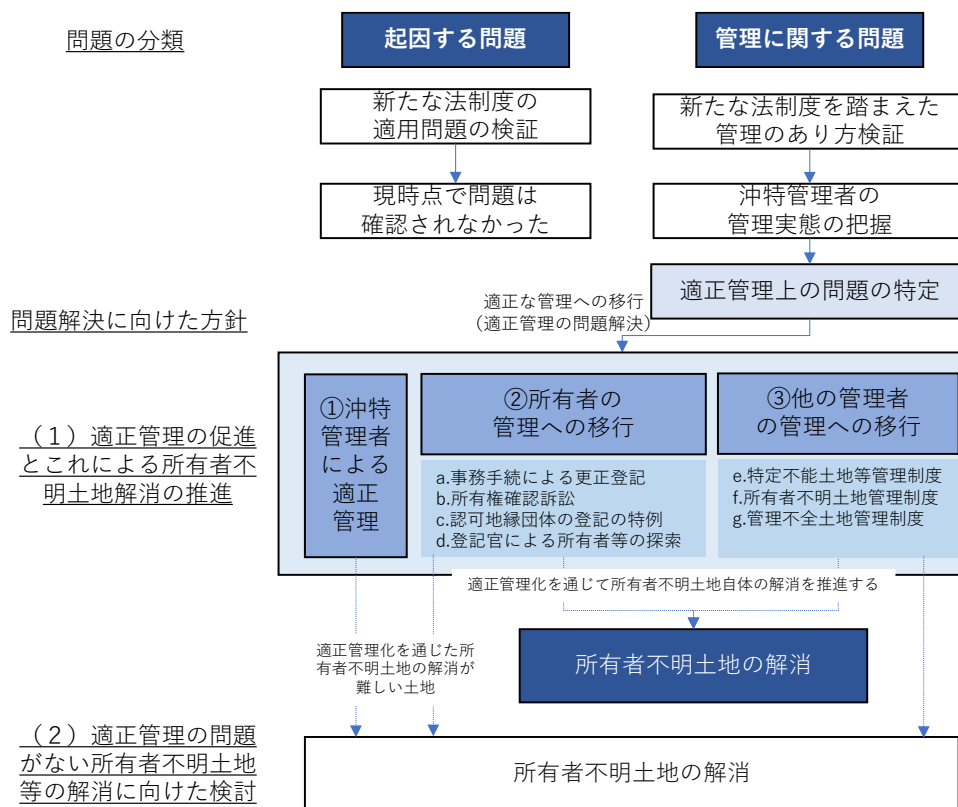 問題の分類
起因する問題
管理に関する問題
新たな法制度の
適用問題の検証
新たな法制度を踏まえた
管理のあり方検証
現時点で問題は
確認されなかった
沖特管理者の
管理実態の把握
適正管理上の問題の特定
適正な管理への移行
（適正管理の問題解決）
問題解決に向けた方針
（１）適正管理の促進
とこれによる所有者不
明土地解消の推進
①沖特
管理者
による
適正
管理
②所有者の
管理への移行
a.事務手続による更正登記
b.所有権確認訴訟
c.認可地縁団体の登記の特例
d.登記官による所有者等の探索
③他の管理者
の管理への移行
e.特定不能土地等管理制度
f.所有者不明土地管理制度
g.管理不全土地管理制度
適正管理化を通じて所有者不明土地自体の解消を推進する
適正管理化を通じた所
有者不明土地の解消が
難しい土地
所有者不明土地の解消
（２）適正管理の問題
がない所有者不明土地
等の解消に向けた検討
所有者不明土地の解消